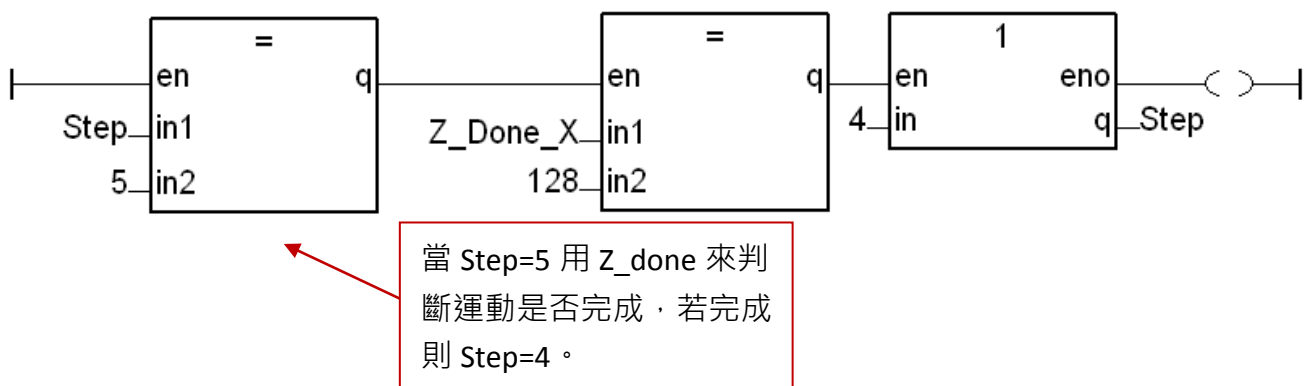 =
en
q
Step
in1
5
in2
=
en
q
Z_Done_X
in1
128
in2
1
en
eno
4
in
q
Step
當 Step=5 用 Z_done 來判
斷運動是否完成，若完成
則 Step=4。